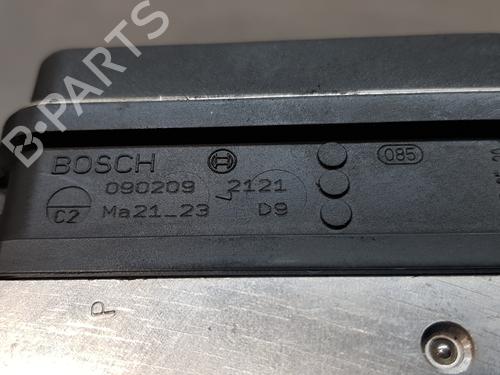 B-PARTS
BOSCH
085
090209 2121
C2 Ma21_23 D9
P